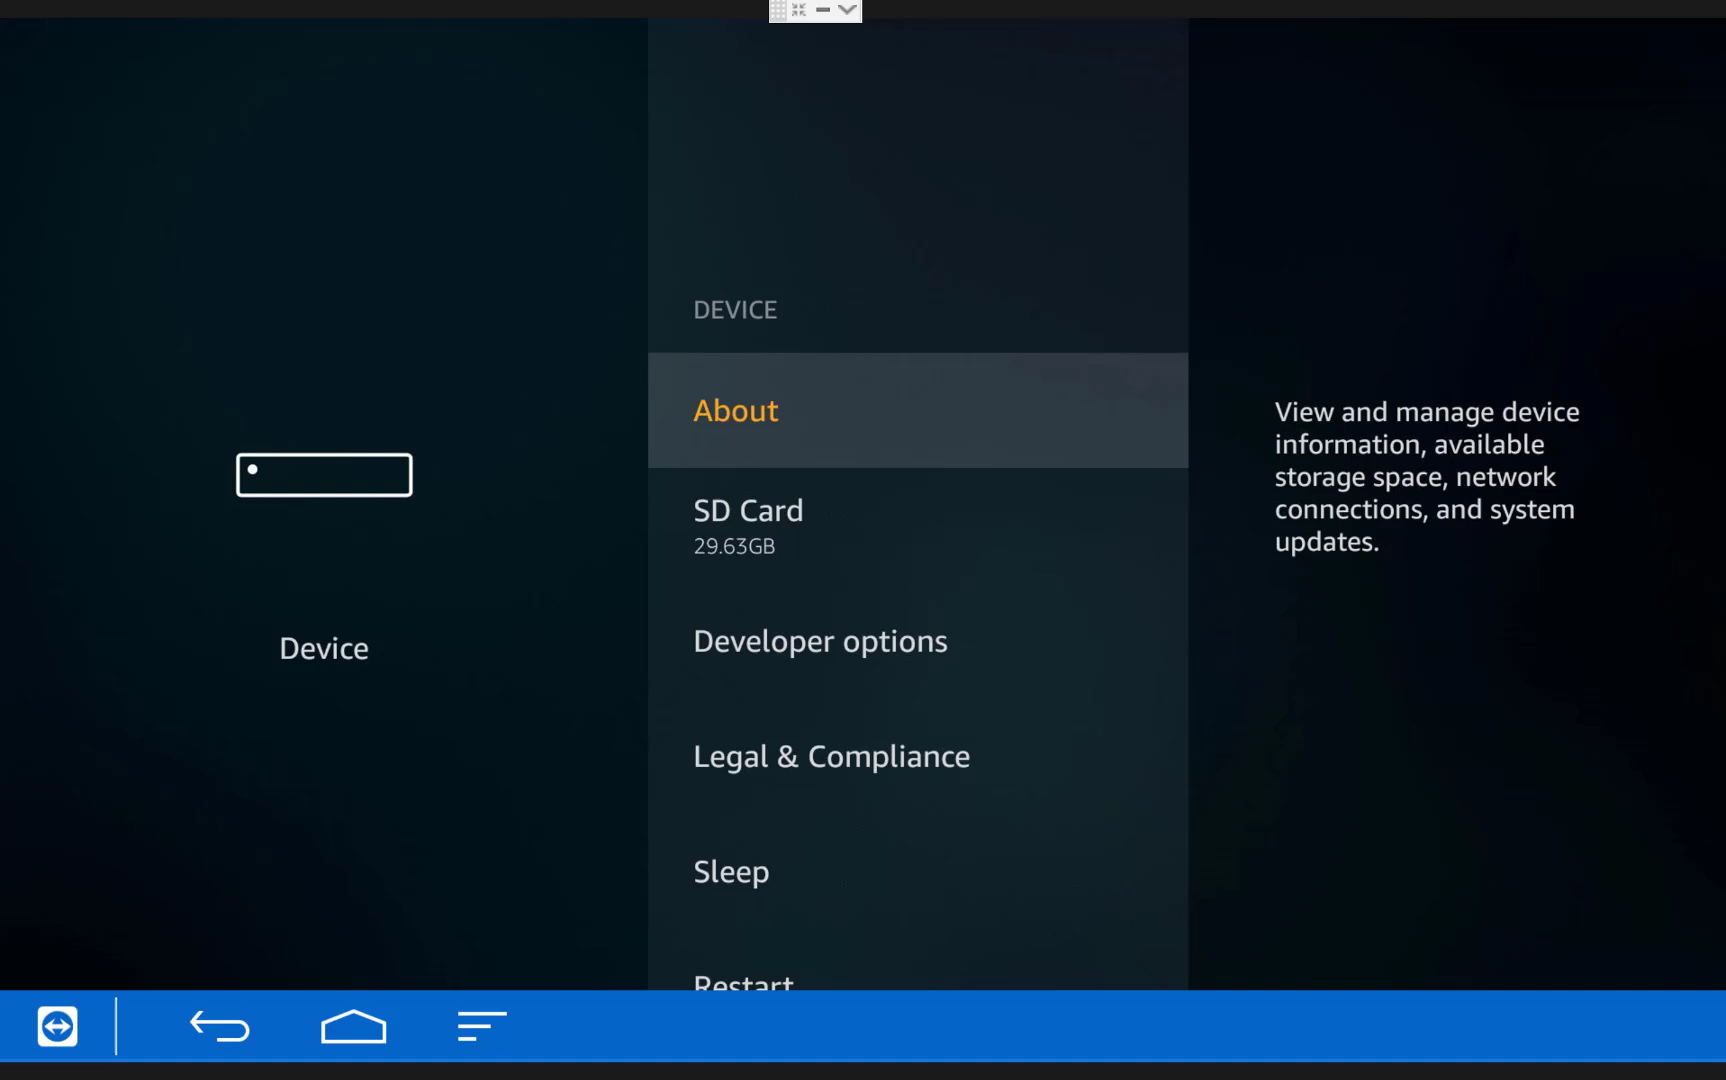 DEVICE
About
SD Card
29.63GB
Developer options
Legal & Compliance
Sleep
Restart
Device
View and manage device
information, available
storage space, network
connections, and system
updates.